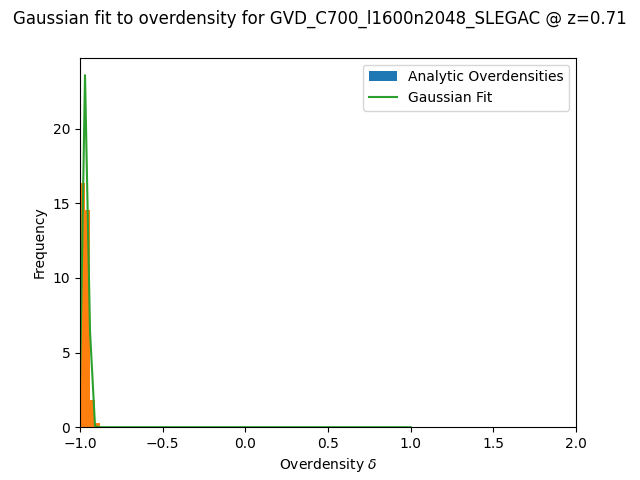 Gaussian fit to overdensity for GVD_C700_l1600n2048_SLEGAC @ z=0.71
Analytic Overdensities
Gaussian Fit
Frequency
20
15
10
5
0
−1.0 −0.5 0.0 0.5 1.0 1.5 2.0
Overdensity δ